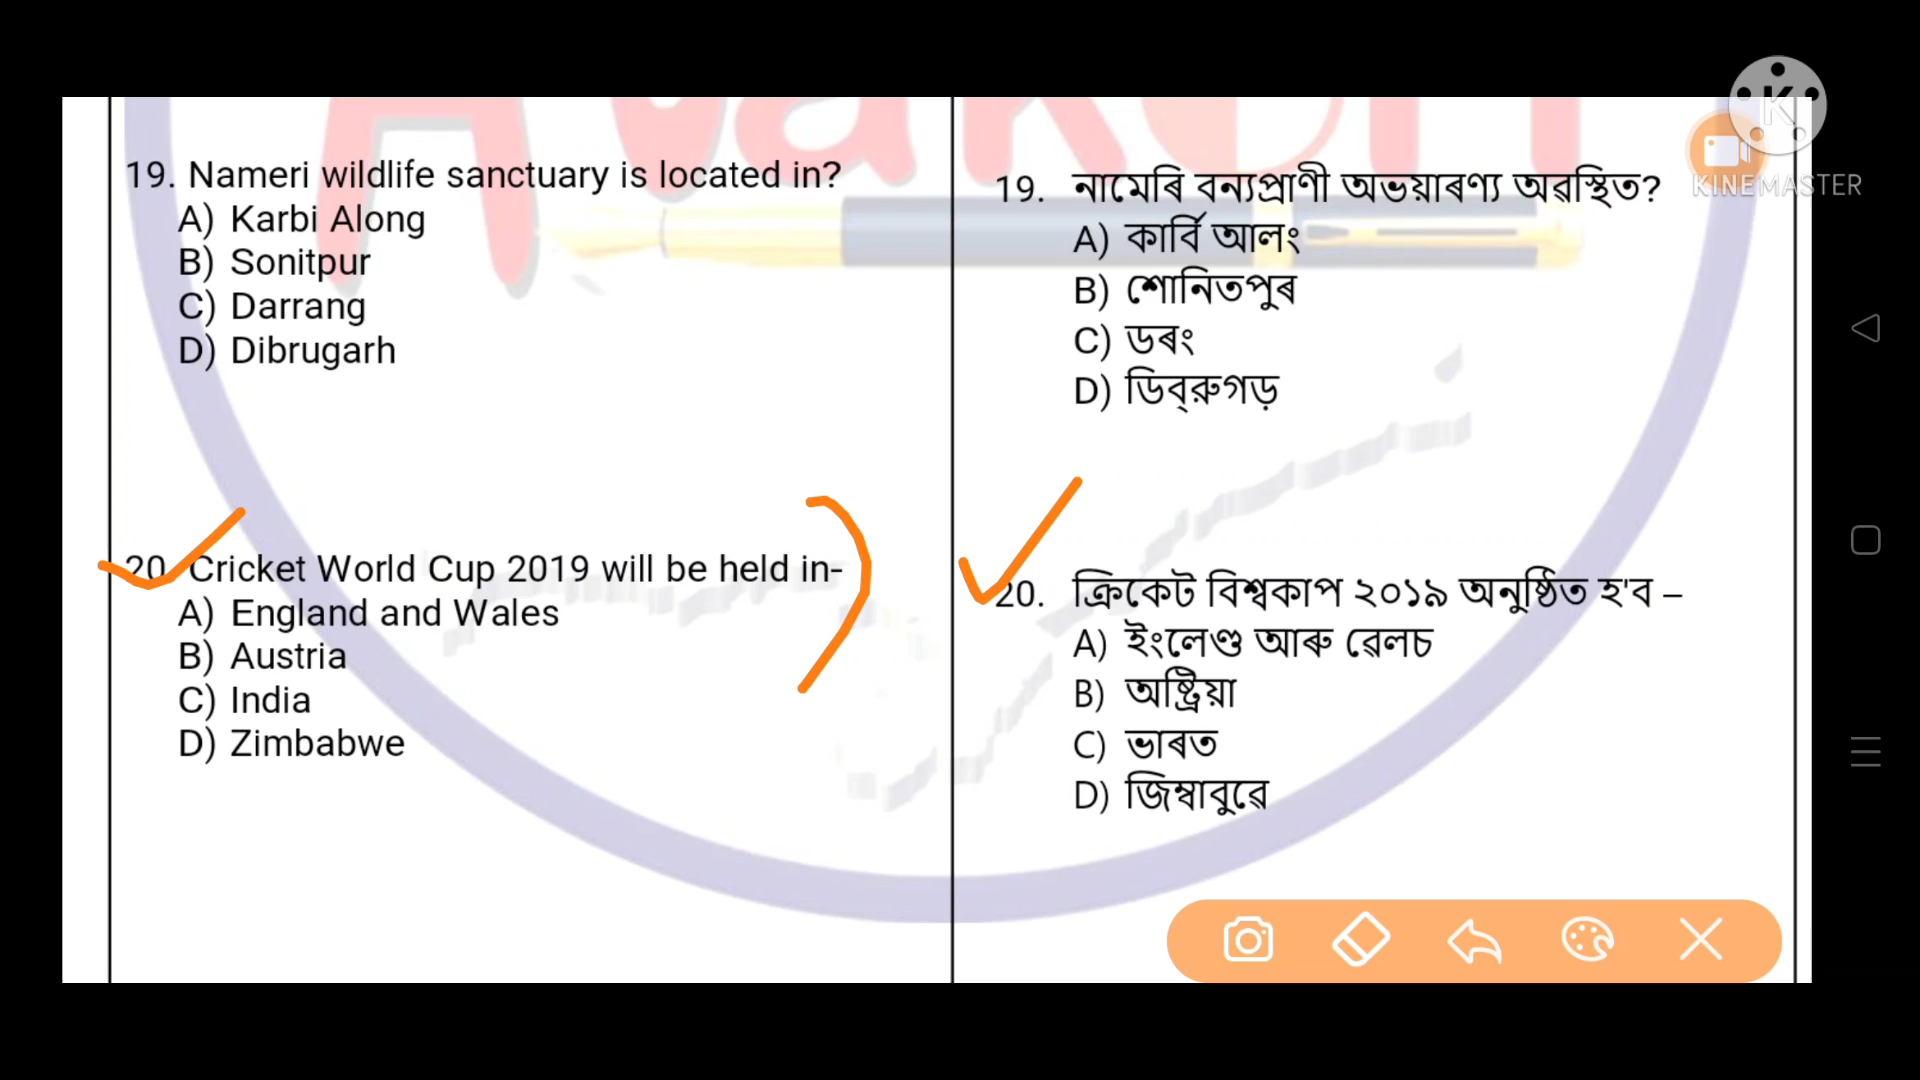 19. Nameri wildlife sanctuary is located in?
A) Karbi Along
B) Sonitpur
C) Darrang
D) Dibrugarh
20. Cricket World Cup 2019 will be held in-
A) England and Wales
B) Austria
C) India
D) Zimbabwe
19. নামেৰি বন্যপ্ৰাণী অভয়াৰণ্য অৱস্থিত?
A) কাৰ্বি আলং
B) শোনিতপুৰ
C) ডৰং
D) ডিব্ৰুগড়
20. ক্ৰিকেট বিশ্বকাপ ২০১৯ অনুষ্ঠিত হ'ব –
A) ইংলেণ্ড আৰু ৱেলচ
B) অষ্ট্ৰিয়া
C) ভাৰত
D) জিম্বাবুৱে
K
KINEMASTER